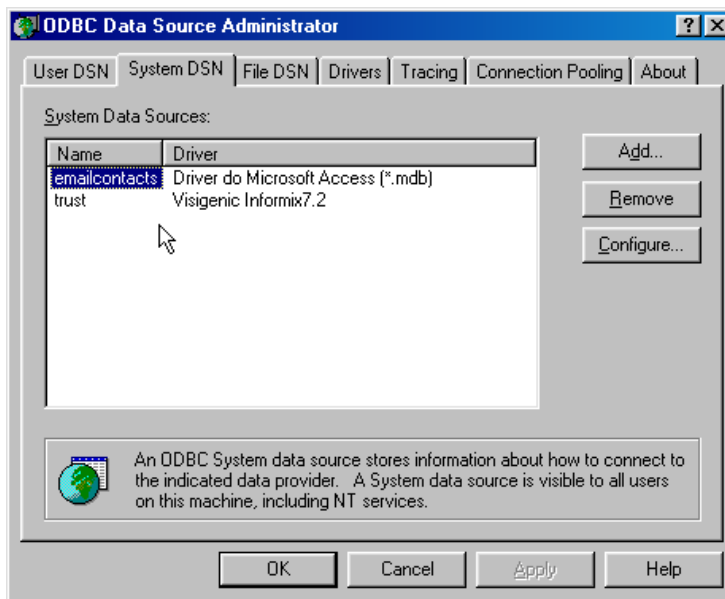 ODBC Data Source Administrator
User DSN System DSN File DSN Drivers Tracing Connection Pooling About
System Data Sources:
Name Driver
emailcontacts Driver do Microsoft Access (*.mdb)
trust Visigenic Informix7.2
Add...
Remove
Configure...
An ODBC System data source stores information about how to connect to
the indicated data provider. A System data source is visible to all users
on this machine, including NT services.
OK Cancel Apply Help